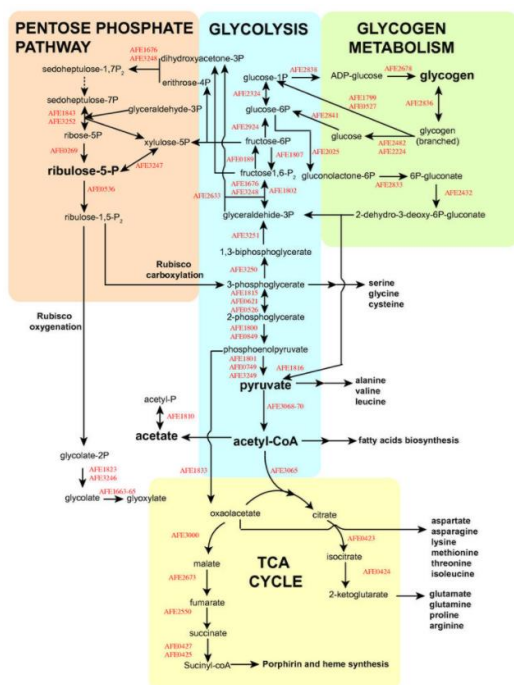 PENTOSE PHOSPHATE
PATHWAY
AFE1676
AFE3248
dihydroxyacetone-3P
sedoheptulose-1,7P2
erithrose-4P
sedoheptulose-7P
AFE1843
AFE3252
glyceraldehyde-3P
ribose-5P
AFE0269
xylulose-5P
AFE3247
ribulose-5-P
AFE0536
ribulose-1,5-P2
Rubisco
carboxylation
Rubisco
oxygenation
GLYCOLYSIS
glucose-1P
AFE2838
AFE2324
glucose-6P
AFE2924
fructose-6P
AFE0189
AFE1807
fructose1,6-P2
AFE1676
AFE3248
AFE1802
AFE2633
AFE2025
glyceraldehide-3P
AFE3251
1,3-biphosphoglycerate
AFE3250
3-phosphoglycerate
AFE1815
AFE0621
AFE0526
2-phosphoglycerate
AFE1800
AFE0849
phosphoenolpyruvate
AFE1801
AFE0749
AFE3249
AFE1816
pyruvate
AFE3068-70
acetyl-CoA
GLYCOGEN
METABOLISM
ADP-glucose
AFE2678
glycogen
AFE1799
AFE0527
AFE2836
AFE2841
glucose
AFE2482
AFE2224
glycogen
(branched)
gluconolactone-6P
AFE2833
6P-gluconate
AFE2432
2-dehydro-3-deoxy-6P-gluconate
serine
glycine
cysteine
alanine
valine
leucine
fatty acids biosynthesis
acetyl-P
AFE1810
acetate
glycolate-2P
AFE1823
AFE3246
glycolate
AFE1663-65
glyoxylate
AFE1833
AFE3065
oxaolacetate
citrate
AFE3000
AFE0423
malate
isocitrate
TCA
CYCLE
AFE2673
AFE0424
fumarate
2-ketoglutarate
AFE2550
succinate
AFE0427
AFE0425
Sucinyl-coA
Porphirin and heme synthesis
aspartate
asparagine
lysine
methionine
threonine
isoleucine
glutamate
glutamine
proline
arginine